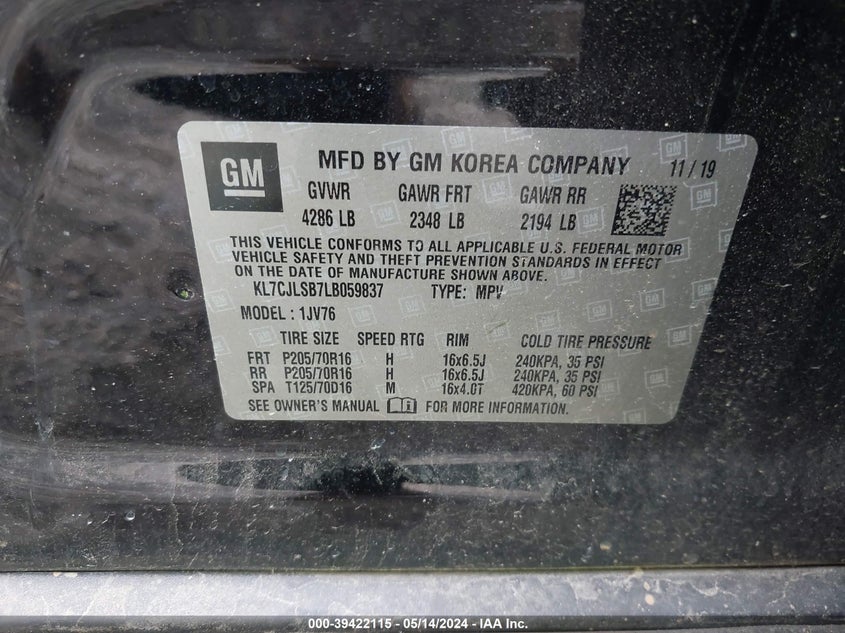 GM
MFD BY GM KOREA COMPANY 11/19
GVWR GAWR FRT GAWR RR
4286 LB 2348 LB 2194 LB
THIS VEHICLE CONFORMS TO ALL APPLICABLE U.S. FEDERAL MOTOR
VEHICLE SAFETY AND THEFT PREVENTION STANDARDS IN EFFECT
ON THE DATE OF MANUFACTURE SHOWN ABOVE.
KL7CJLSB7LB059837 TYPE: MPV
MODEL : 1JV76
TIRE SIZE SPEED RTG RIM COLD TIRE PRESSURE
FRT P205/70R16 H 16x6.5J 240KPA, 35 PSI
RR P205/70R16 H 16x6.5J 240KPA, 35 PSI
SPA T125/70D16 M 16x4.0T 420KPA, 60 PSI
SEE OWNER'S MANUAL FOR MORE INFORMATION.
000-39422115 - 05/14/2024 - IAA Inc.